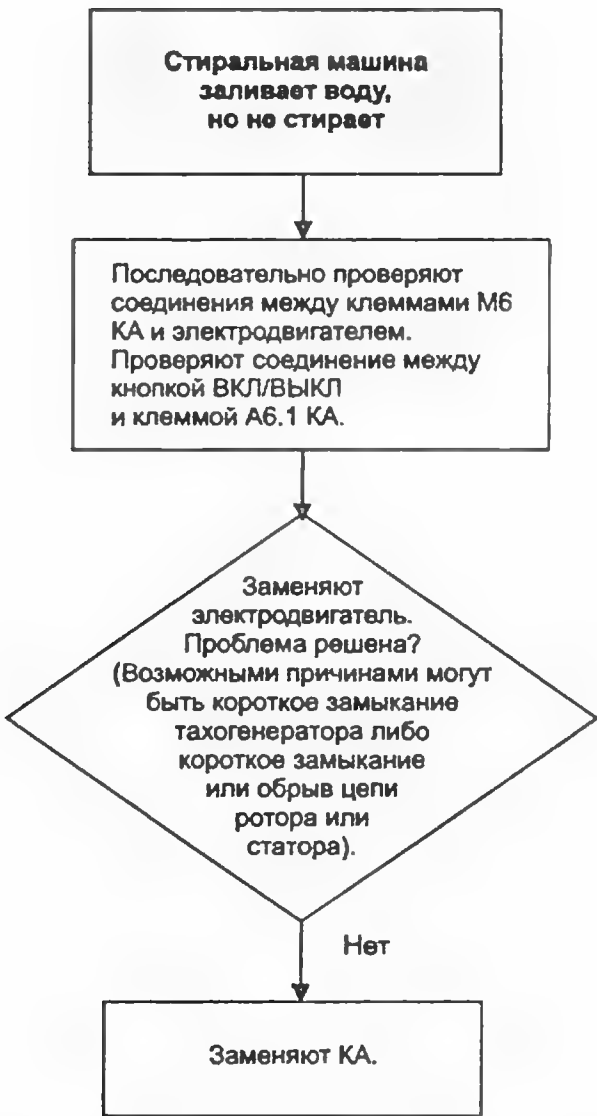 Стиральная машина
заливает воду,
но не стирает
Последовательно проверяют
соединения между клеммами М6
КА и электродвигателем.
Проверяют соединение между
кнопкой ВКЛ/ВЫКЛ
и клеммой А6.1 КА.
Заменяют
электродвигатель.
Проблема решена?
(Возможными причинами могут
быть короткое замыкание
тахогенератора либо
короткое замыкание
или обрыв цепи
ротора или
статора).
Нет
Заменяют КА.